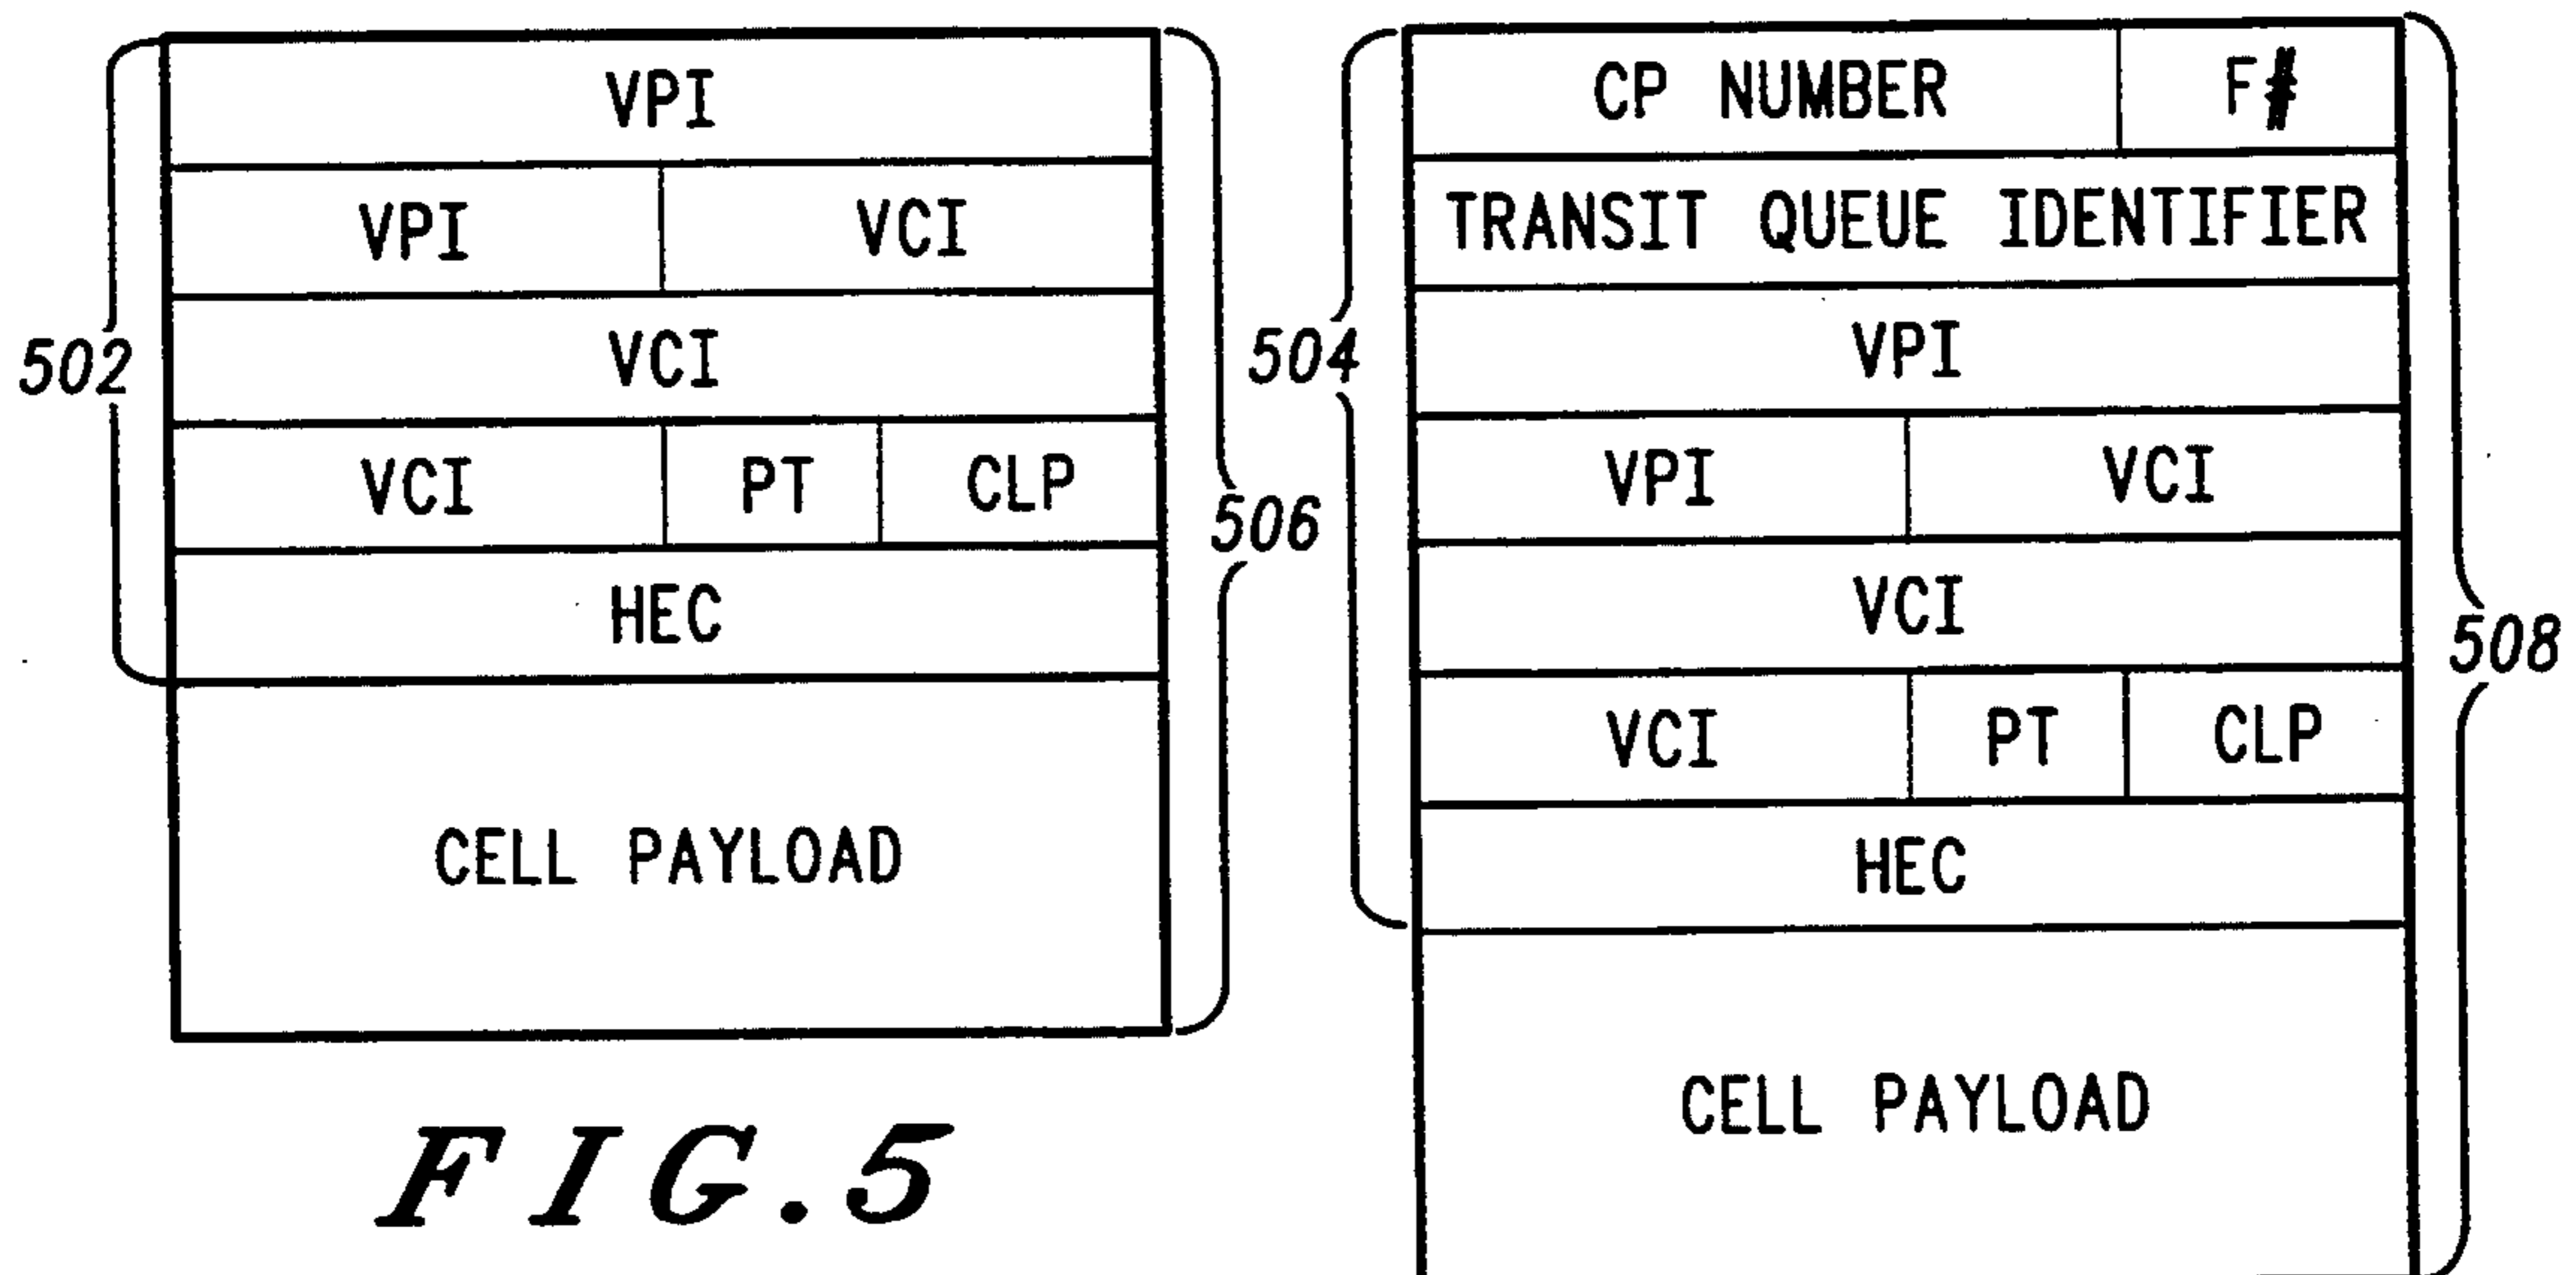 VPI
VPI VCI
502
VCI
VCI PT CLP
506
HEC
CELL PAYLOAD
FIG.5
CP NUMBER F#
TRANSIT QUEUE IDENTIFIER
504
VPI
VPI VCI
VCI
508
VCI PT CLP
HEC
CELL PAYLOAD